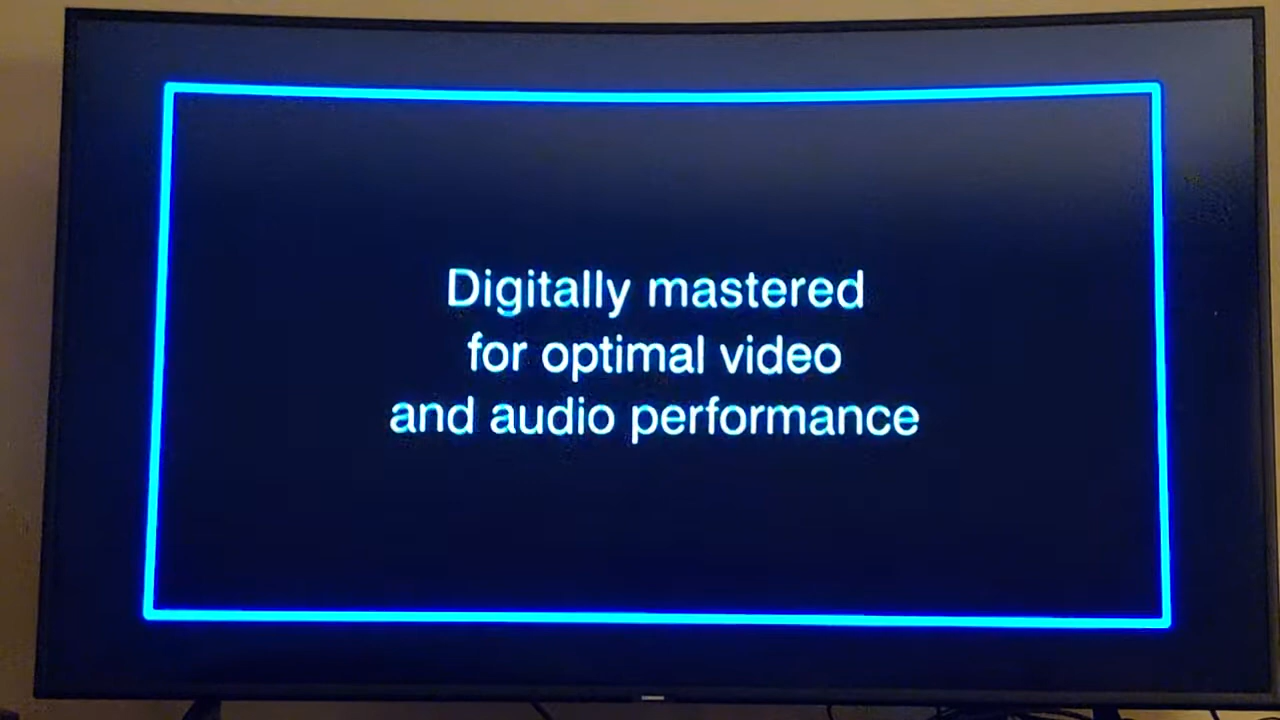 Digitally mastered
for optimal video
and audio performance